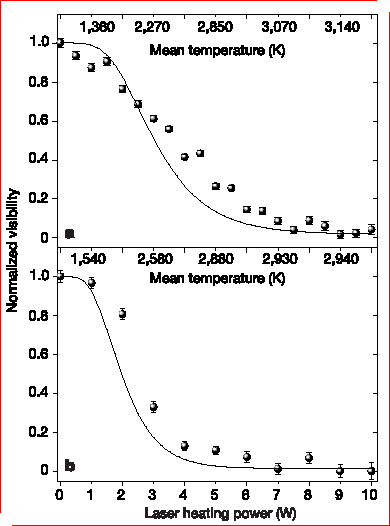 1,360 2,270 2,850 3,070 3,140
Mean temperature (K)
1.0
0.8
0.6
0.4
0.2
0
a
Normalized visibility
1,540 2,580 2,880 2,930 2,940
Mean temperature (K)
1.0
0.8
0.6
0.4
0.2
0
b
0 1 2 3 4 5 6 7 8 9 10
Laser heating power (W)